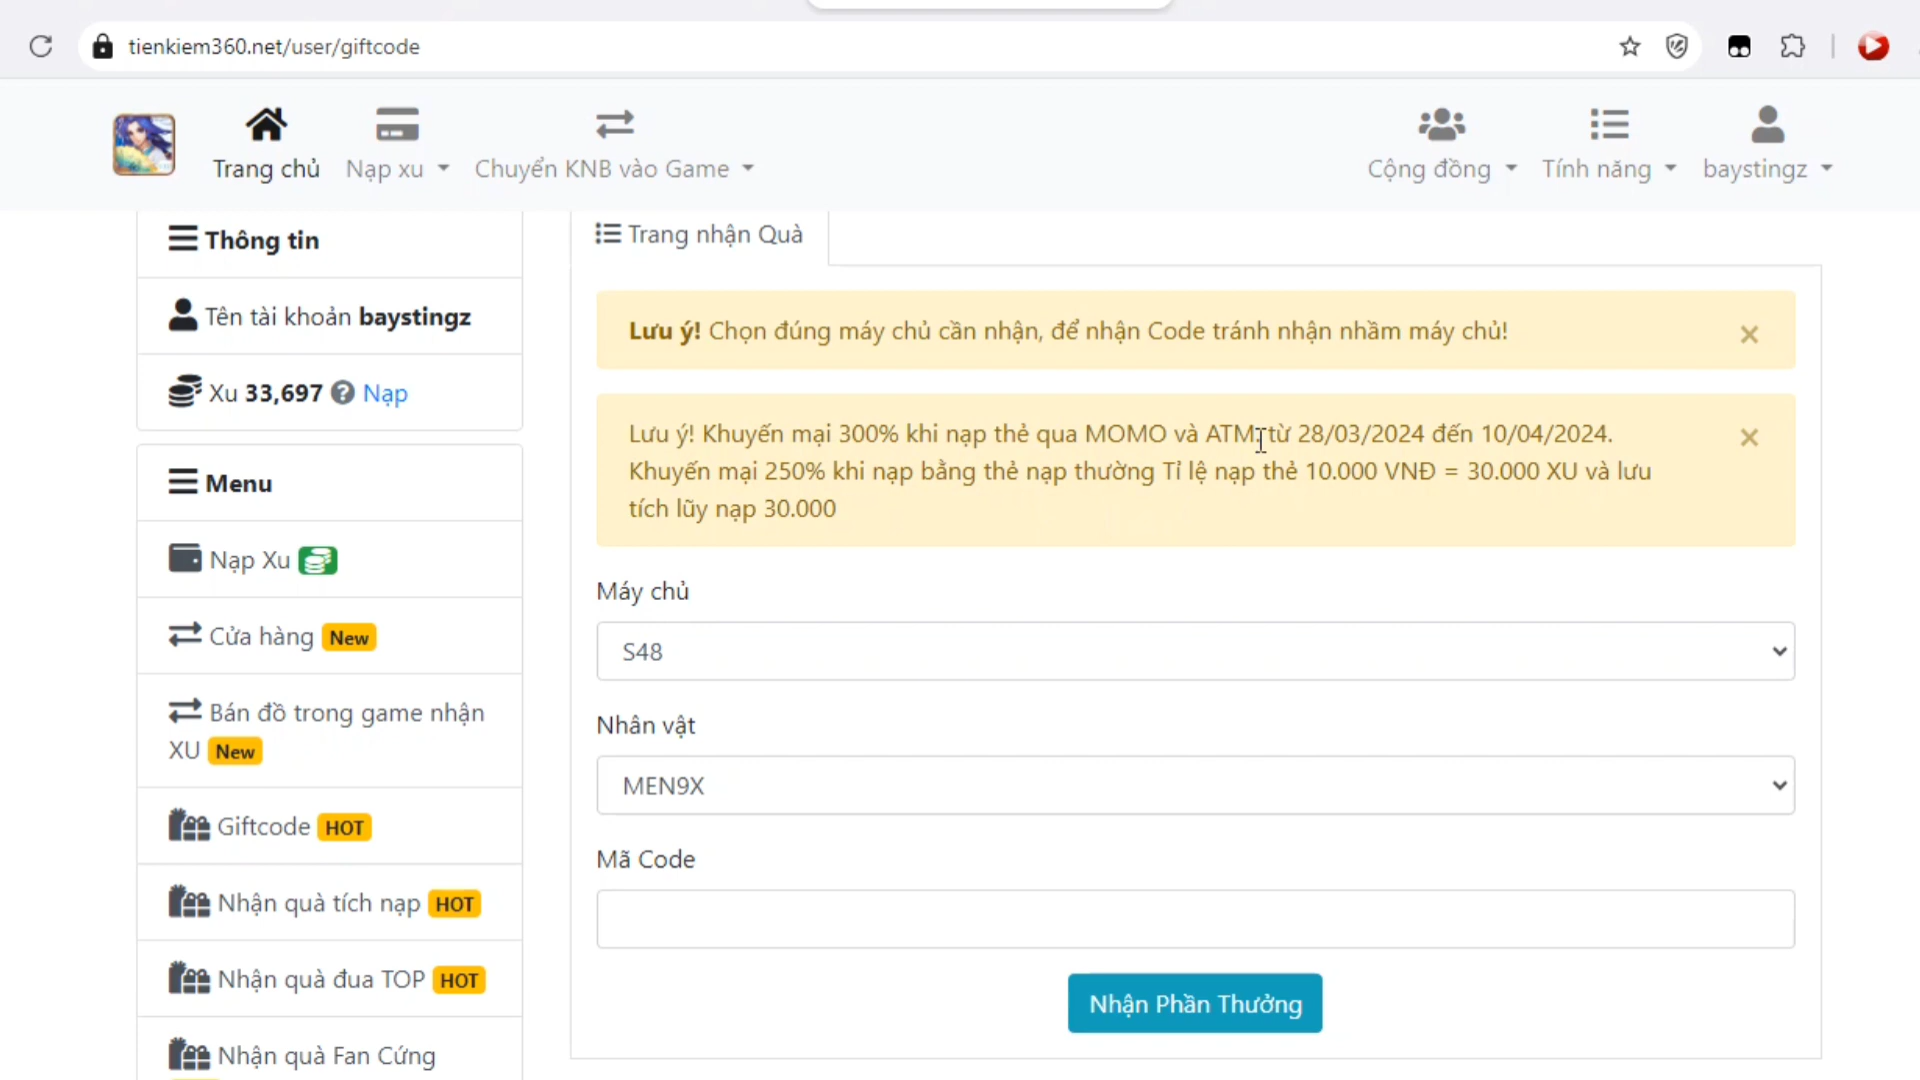 tienkiem360.net/user/giftcode
Trang chủ
Nạp xu
Chuyển KNB vào Game
Cộng đồng
Tính năng
baystingz
Thông tin
Tên tài khoản baystingz
Xu 33,697 ? Nạp
Menu
Nạp Xu
Cửa hàng New
Bán đồ trong game nhận
XU New
Giftcode HOT
Nhận quà tích nạp HOT
Nhận quà đua TOP HOT
Nhận quà Fan Cứng
Trang nhận Quà
Lưu ý! Chọn đúng máy chủ cần nhận, để nhận Code tránh nhận nhầm máy chủ! ×
Lưu ý! Khuyến mại 300% khi nạp thẻ qua MOMO và ATM: từ 28/03/2024 đến 10/04/2024. ×
Khuyến mại 250% khi nạp bằng thẻ nạp thường Tỉ lệ nạp thẻ 10.000 VNĐ = 30.000 XU và lưu
tích lũy nạp 30.000
Máy chủ
S48
Nhân vật
MEN9X
Mã Code
Nhận Phần Thưởng